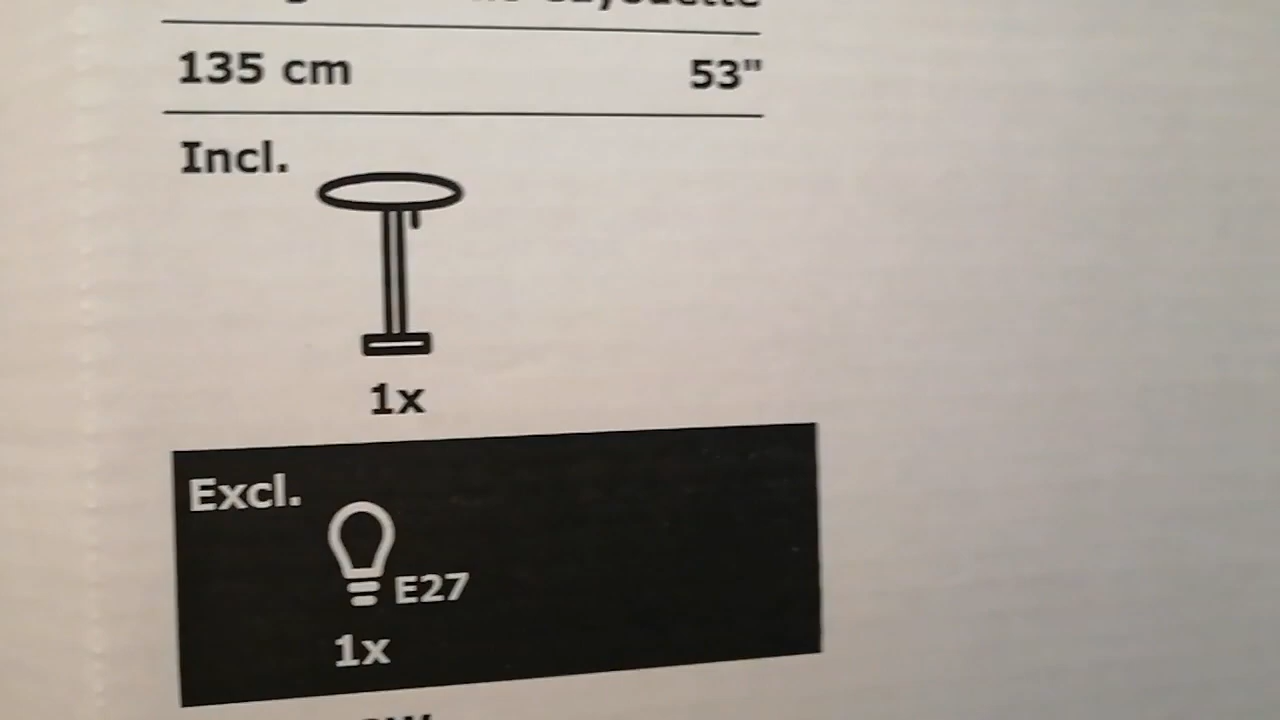 135 cm 53"
Incl.
1x
Excl.
E27
1x